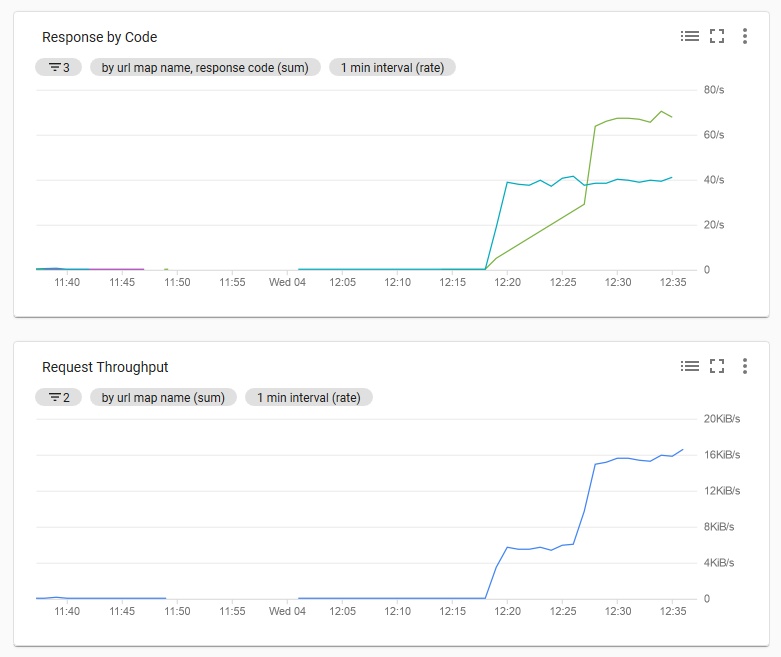 Response by Code
3 by url map name, response code (sum) 1 min interval (rate)
80/s
60/s
40/s
20/s
0
11:40 11:45 11:50 11:55 Wed 04 12:05 12:10 12:15 12:20 12:25 12:30 12:35
Request Throughput
2 by url map name (sum) 1 min interval (rate)
20KiB/s
16KiB/s
12KiB/s
8KiB/s
4KiB/s
0
11:40 11:45 11:50 11:55 Wed 04 12:05 12:10 12:15 12:20 12:25 12:30 12:35